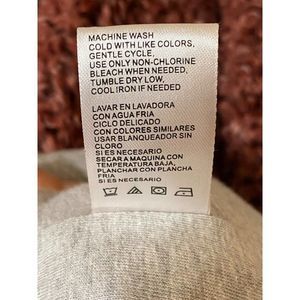 MACHINE WASH
COLD WITH LIKE COLORS,
GENTLE CYCLE,
USE ONLY NON-CHLORINE
BLEACH WHEN NEEDED,
TUMBLE DRY LOW,
COOL IRON IF NEEDED
LAVAR EN LAVADORA
CON AGUA FRIA
CICLO DELICADO
CON COLORES SIMILARES
USAR BLANQUEADOR SIN
CLORO
SI ES NECESARIO
SECAR A MAQUINA CON
TEMPERATURA BAJA,
PLANCHAR CON PLANCHA
FRIA
SI ES NECESARIO